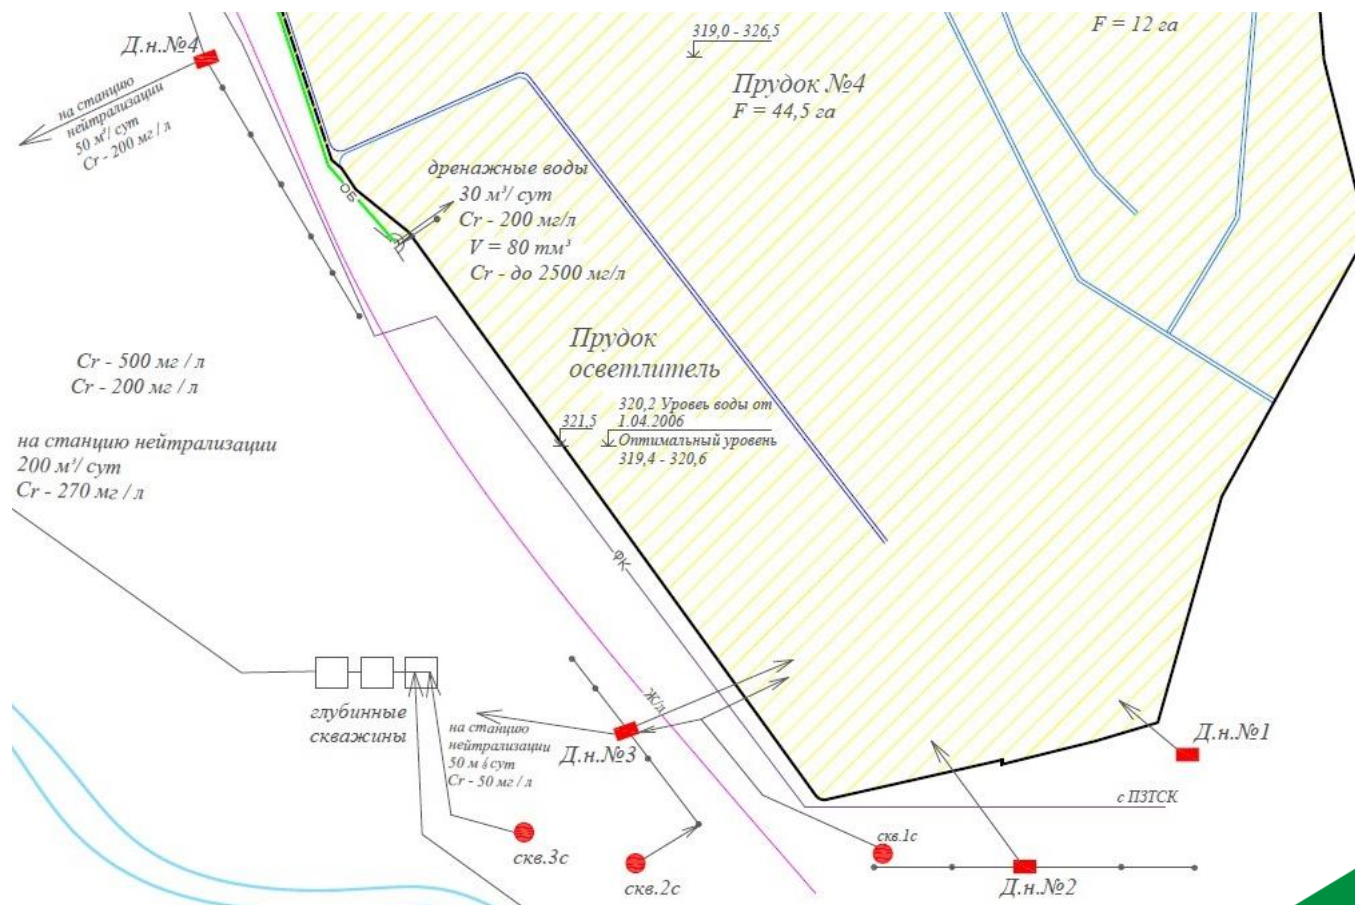 319,0 - 326,5
F = 12 га
Д.н.№4
Прудок №4
F = 44,5 га
на станцию
нейтрализации
50 м³/ сут
Cr - 200 мг / л
дренажные воды
30 м³/ сут
Cr - 200 мг/л
V = 80 тм³
Cr - до 2500 мг/л
ОБ
Прудок
осветлитель
Cr - 500 мг / л
Cr - 200 мг / л
321,5
320,2 Уровеь воды от
1.04.2006
Оптимальный уровень
319,4 - 320,6
на станцию нейтрализации
200 м³/ сут
Cr - 270 мг / л
ФК
Ж/д
глубинные
скважины
на станцию
нейтрализации
50 м³/сут
Cr - 50 мг / л
Д.н.№3
Д.н.№1
с ПЗТСК
скв.1с
скв.3с
скв.2с
Д.н.№2